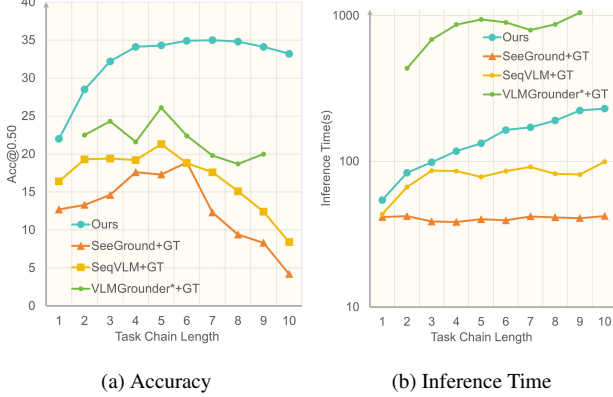 40
35
30
25
20
15
10
5
0
Acc@0.50
Ours
SeeGround+GT
SeqVLM+GT
VLMGrounder*+GT
1 2 3 4 5 6 7 8 9 10
Task Chain Length
(a) Accuracy
1000
100
10
Inference Time(s)
Ours
SeeGround+GT
SeqVLM+GT
VLMGrounder*+GT
1 2 3 4 5 6 7 8 9 10
Task Chain Length
(b) Inference Time